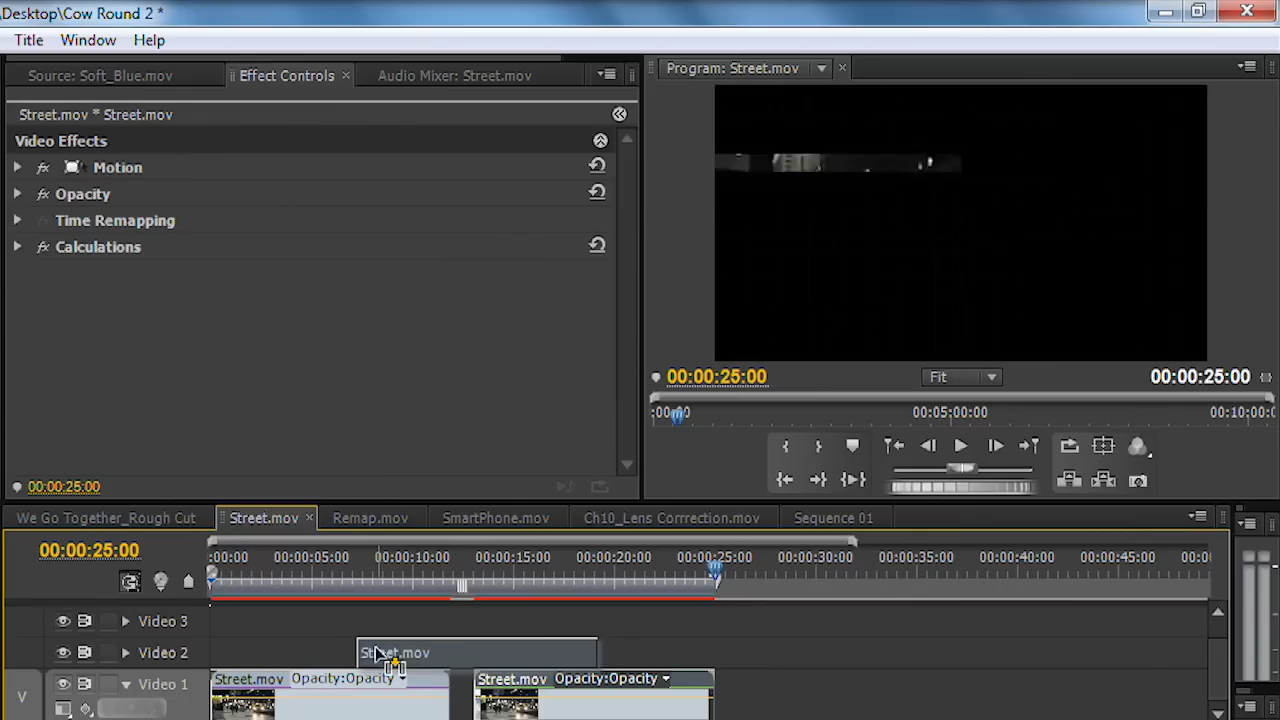 Desktop\Cow Round 2 *
Title Window Help
Source: Soft_Blue.mov Effect Controls × Audio Mixer: Street.mov
Program: Street.mov
Street.mov * Street.mov
Video Effects
fx Motion
fx Opacity
Time Remapping
fx Calculations
00:00:25:00
Fit
00:00:25:00
;00;00 00:05:00:00 00:10:00:
00:00:25:00
We Go Together_Rough Cut Street.mov × Remap.mov SmartPhone.mov Ch10_Lens Corrrection.mov Sequence 01
00:00:25:00
:00:00 00:00:05:00 00:00:10:00 00:00:15:00 00:00:20:00 00:00:25:00 00:00:30:00 00:00:35:00 00:00:40:00 00:00:45:00 00:0
Video 3
Video 2
Street.mov
V Video 1
Street.mov Opacity:Opacity Street.mov Opacity:Opacity